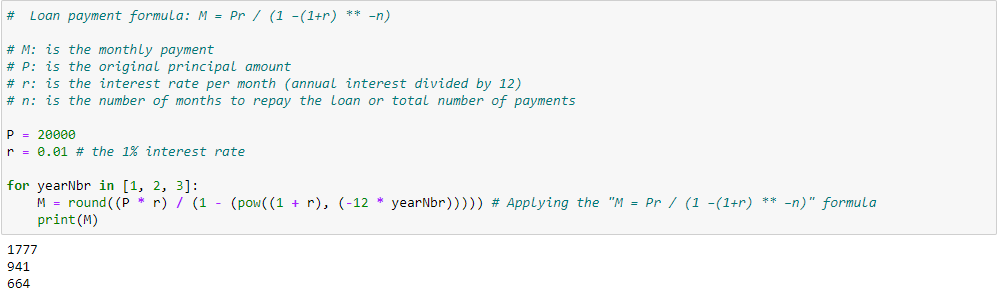 #  Loan payment formula: M = Pr / (1 –(1+r) ** –n)
# M: is the monthly payment
# P: is the original principal amount
# r: is the interest rate per month (annual interest divided by 12)
# n: is the number of months to repay the loan or total number of payments
P = 20000
r = 0.01 # the 1% interest rate
for yearNbr in [1, 2, 3]:
    M = round((P * r) / (1 - (pow((1 + r), (-12 * yearNbr))))) # Applying the "M = Pr / (1 –(1+r) ** –n)" formula
    print(M)
1777
941
664